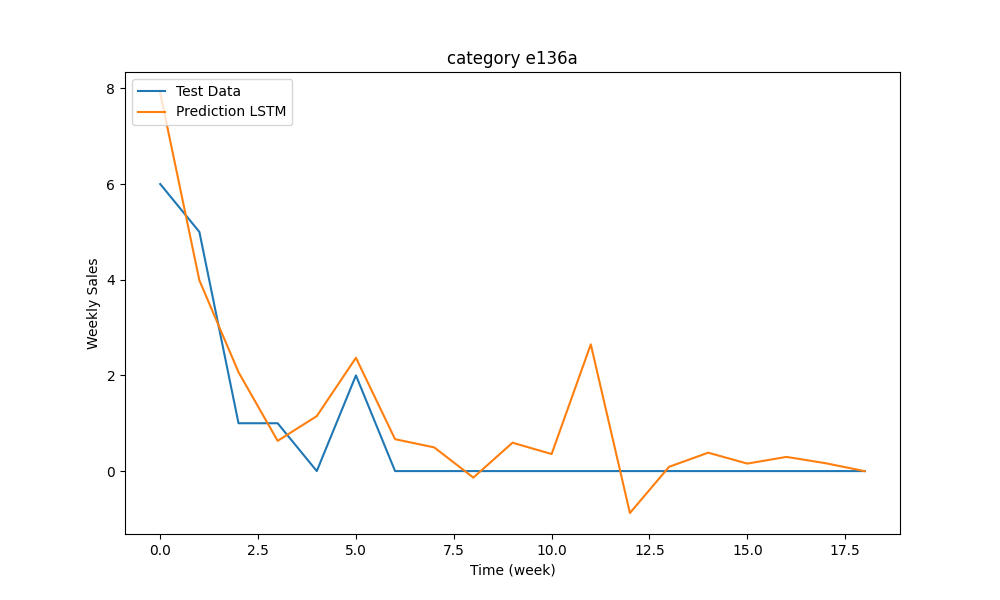 category e136a
Test Data
Prediction LSTM
8
6
4
2
0
Weekly Sales
0.0 2.5 5.0 7.5 10.0 12.5 15.0 17.5
Time (week)